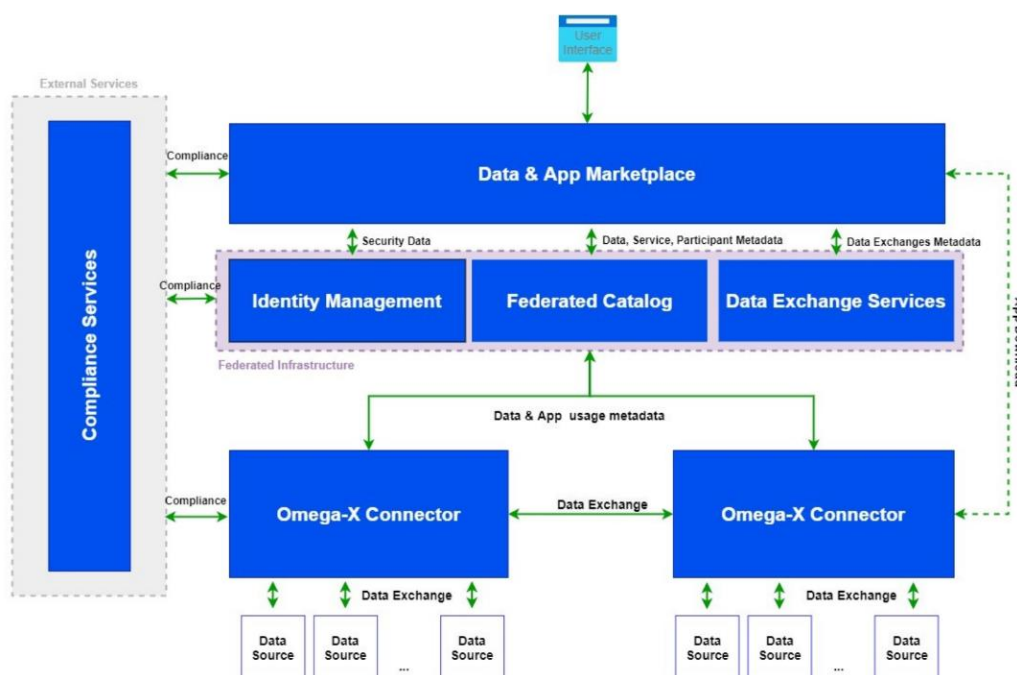 User
Interface
External Services
Compliance Services
Compliance
Data & App Marketplace
Security Data
Data, Service, Participant Metadata
Data Exchanges Metadata
Compliance
Identity Management
Federated Catalog
Data Exchange Services
Federated Infrastructure
Data & App usage metadata
Compliance
Omega-X Connector
Data Exchange
Omega-X Connector
Data Exchange
Data Exchange
Data
Source
Data
Source
...
Data
Source
Data
Source
Data
Source
...
Data
Source